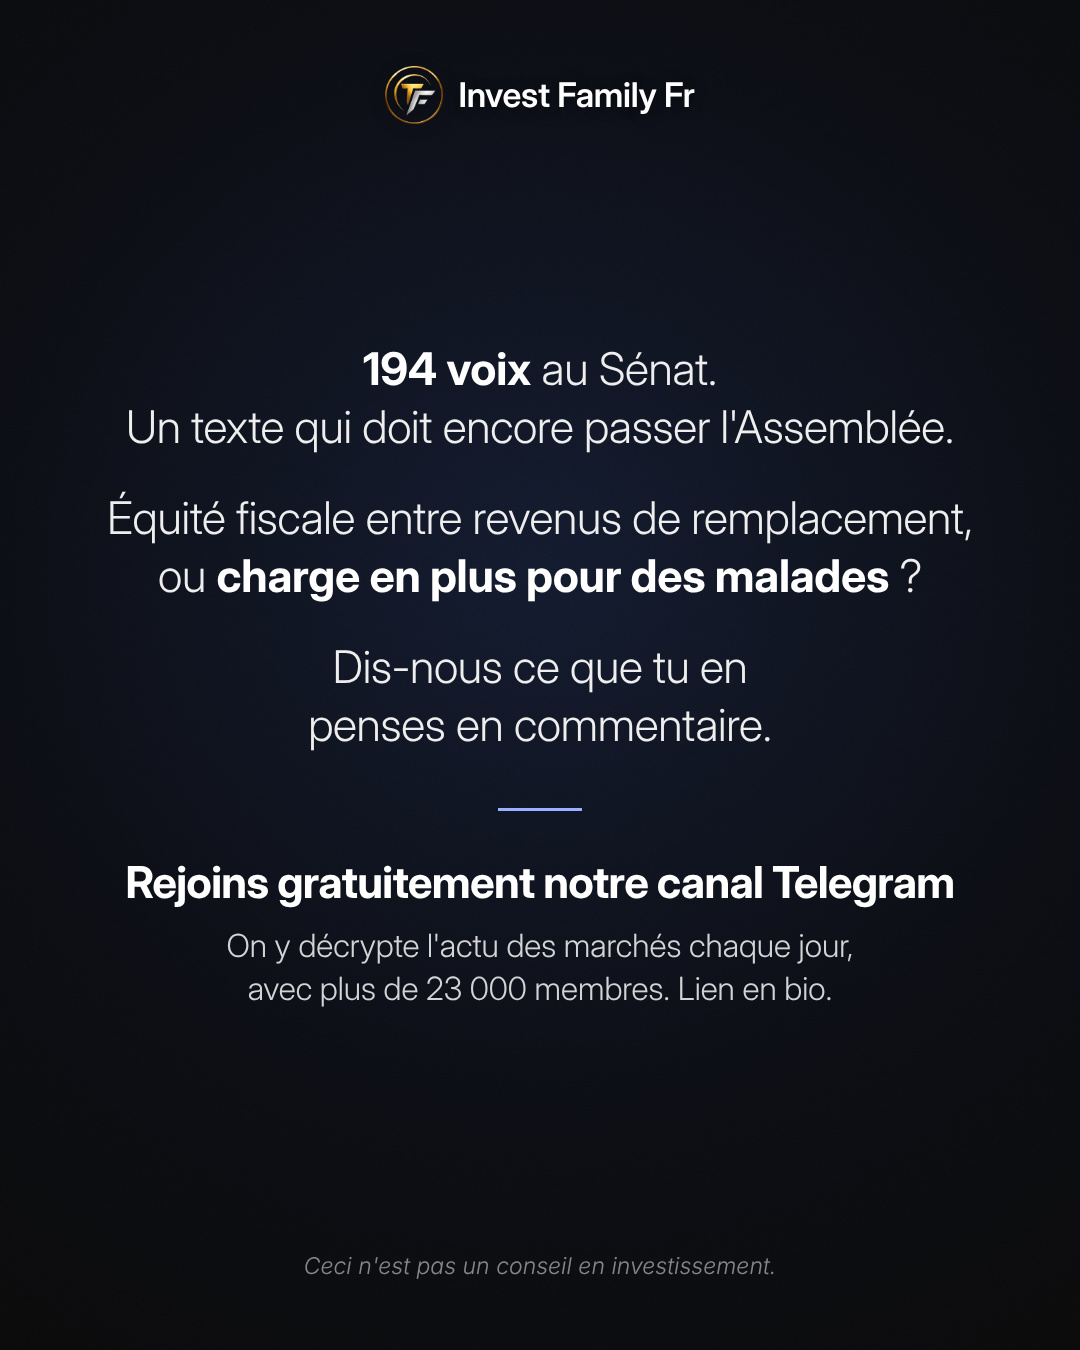 TF Invest Family Fr
194 voix au Sénat.
Un texte qui doit encore passer l'Assemblée.
Équité fiscale entre revenus de remplacement,
ou charge en plus pour des malades ?
Dis-nous ce que tu en
penses en commentaire.
Rejoins gratuitement notre canal Telegram
On y décrypte l'actu des marchés chaque jour,
avec plus de 23 000 membres. Lien en bio.
Ceci n'est pas un conseil en investissement.